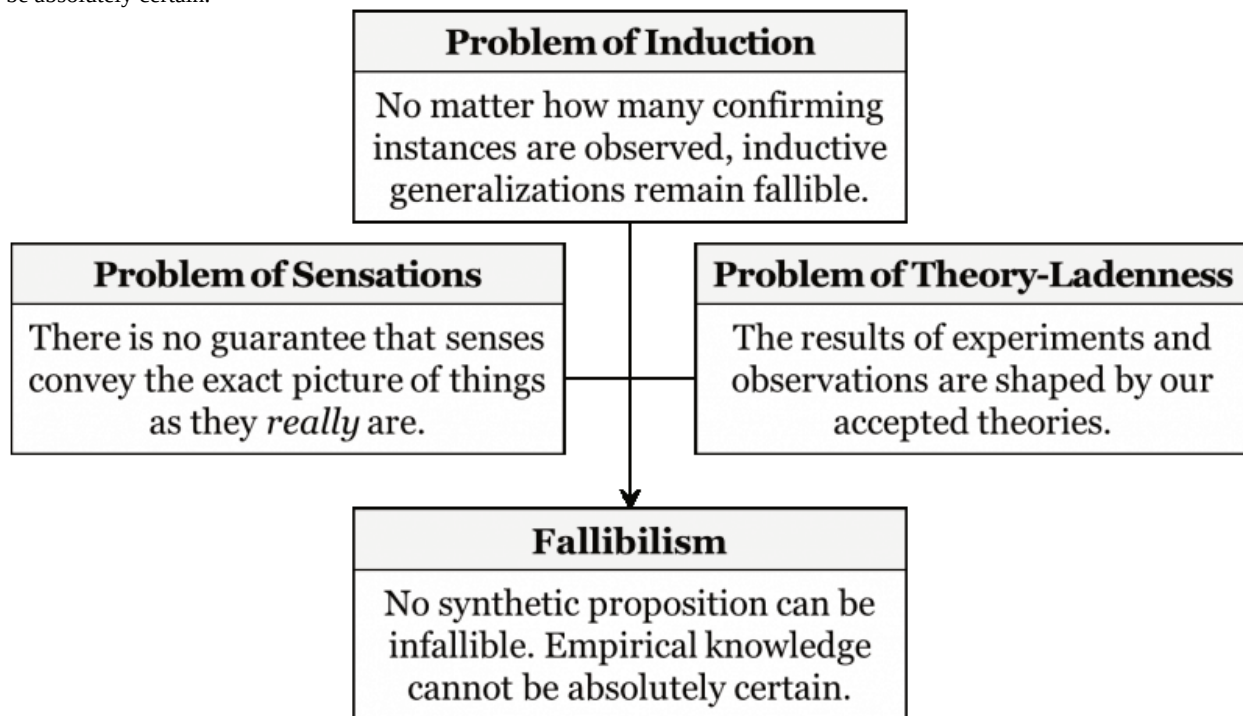 be absolutely certain.
Problem of Induction
No matter how many confirming
instances are observed, inductive
generalizations remain fallible.
Problem of Sensations
There is no guarantee that senses
convey the exact picture of things
as they really are.
Problem of Theory-Ladenness
The results of experiments and
observations are shaped by our
accepted theories.
Fallibilism
No synthetic proposition can be
infallible. Empirical knowledge
cannot be absolutely certain.